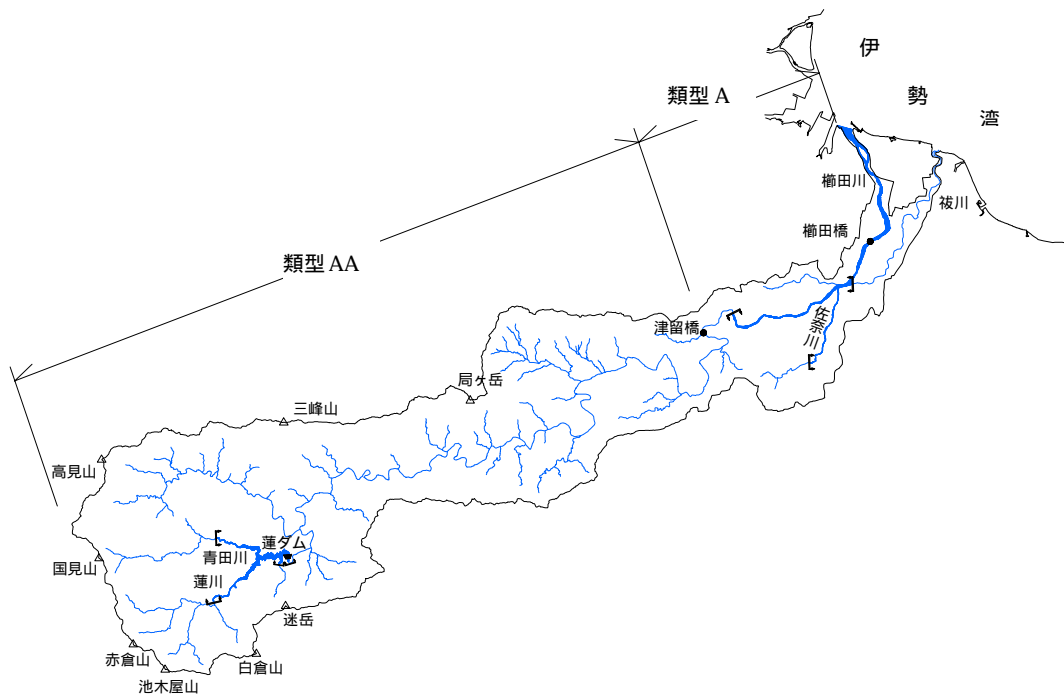 伊勢湾
類型 A
櫛田川
祓川
櫛田橋
類型 AA
佐奈川
津留橋
局ヶ岳
三峰山
高見山
蓮ダム
青田川
国見山
蓮川
迷岳
赤倉山
白倉山
池木屋山